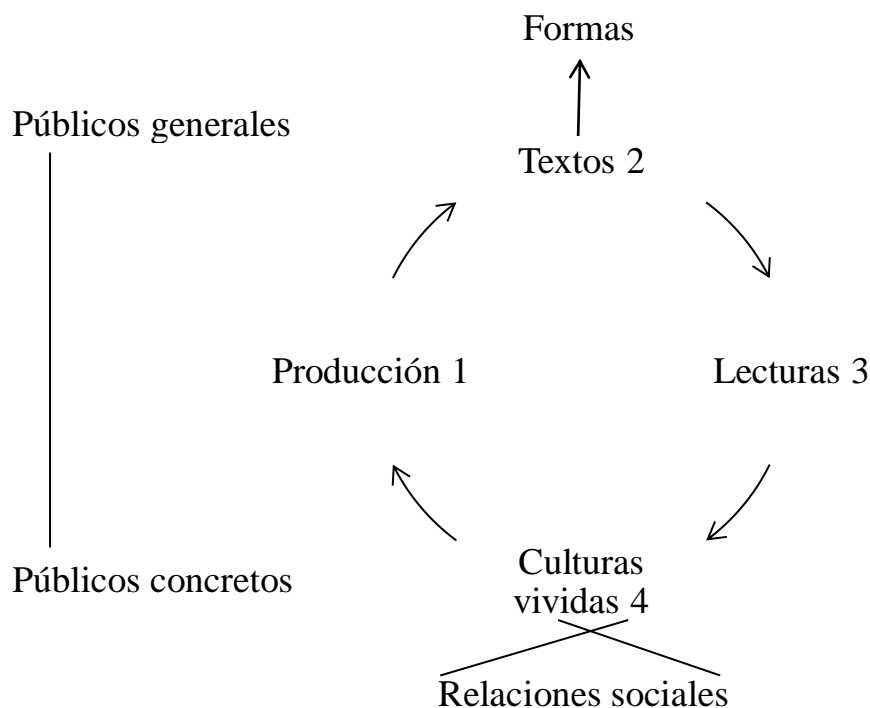 Formas
Públicos generales
Textos 2
Producción 1
Lecturas 3
Públicos concretos
Culturas
vividas 4
Relaciones sociales